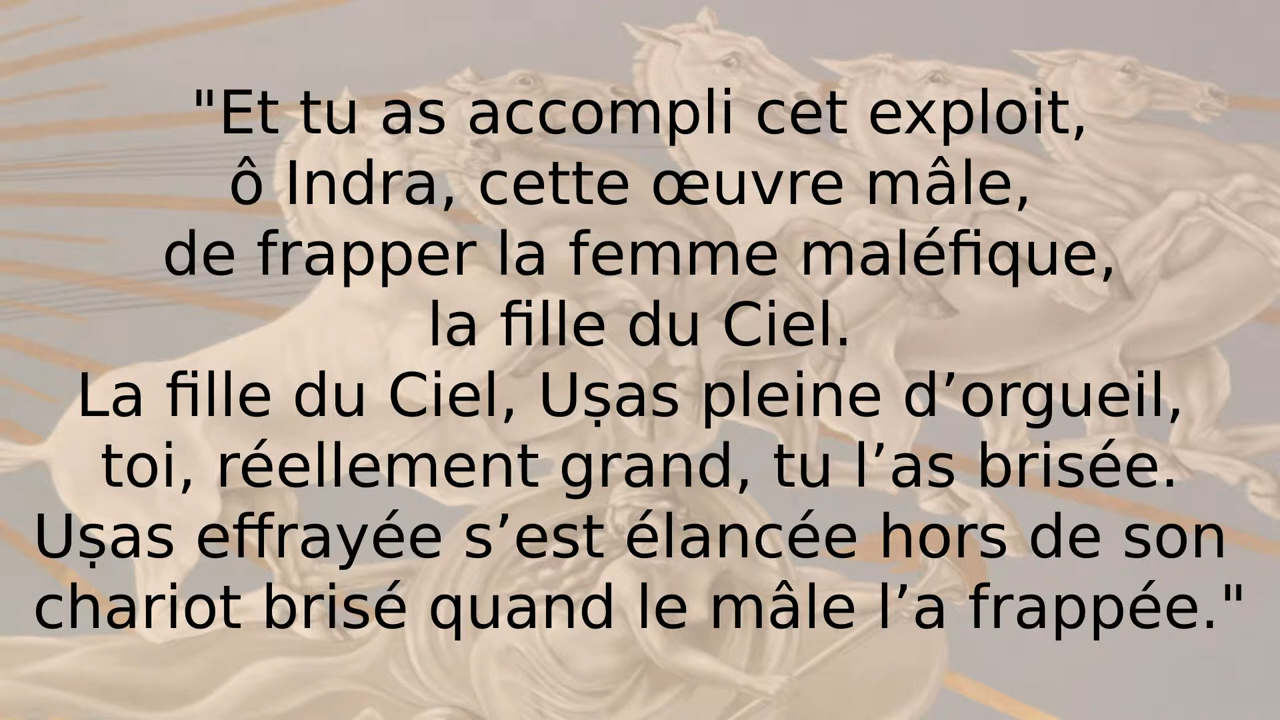 "Et tu as accompli cet exploit,
ô Indra, cette œuvre mâle,
de frapper la femme maléfique,
la fille du Ciel.
La fille du Ciel, Uṣas pleine d’orgueil,
toi, réellement grand, tu l’as brisée.
Uṣas effrayée s’est élancée hors de son
chariot brisé quand le mâle l’a frappée."